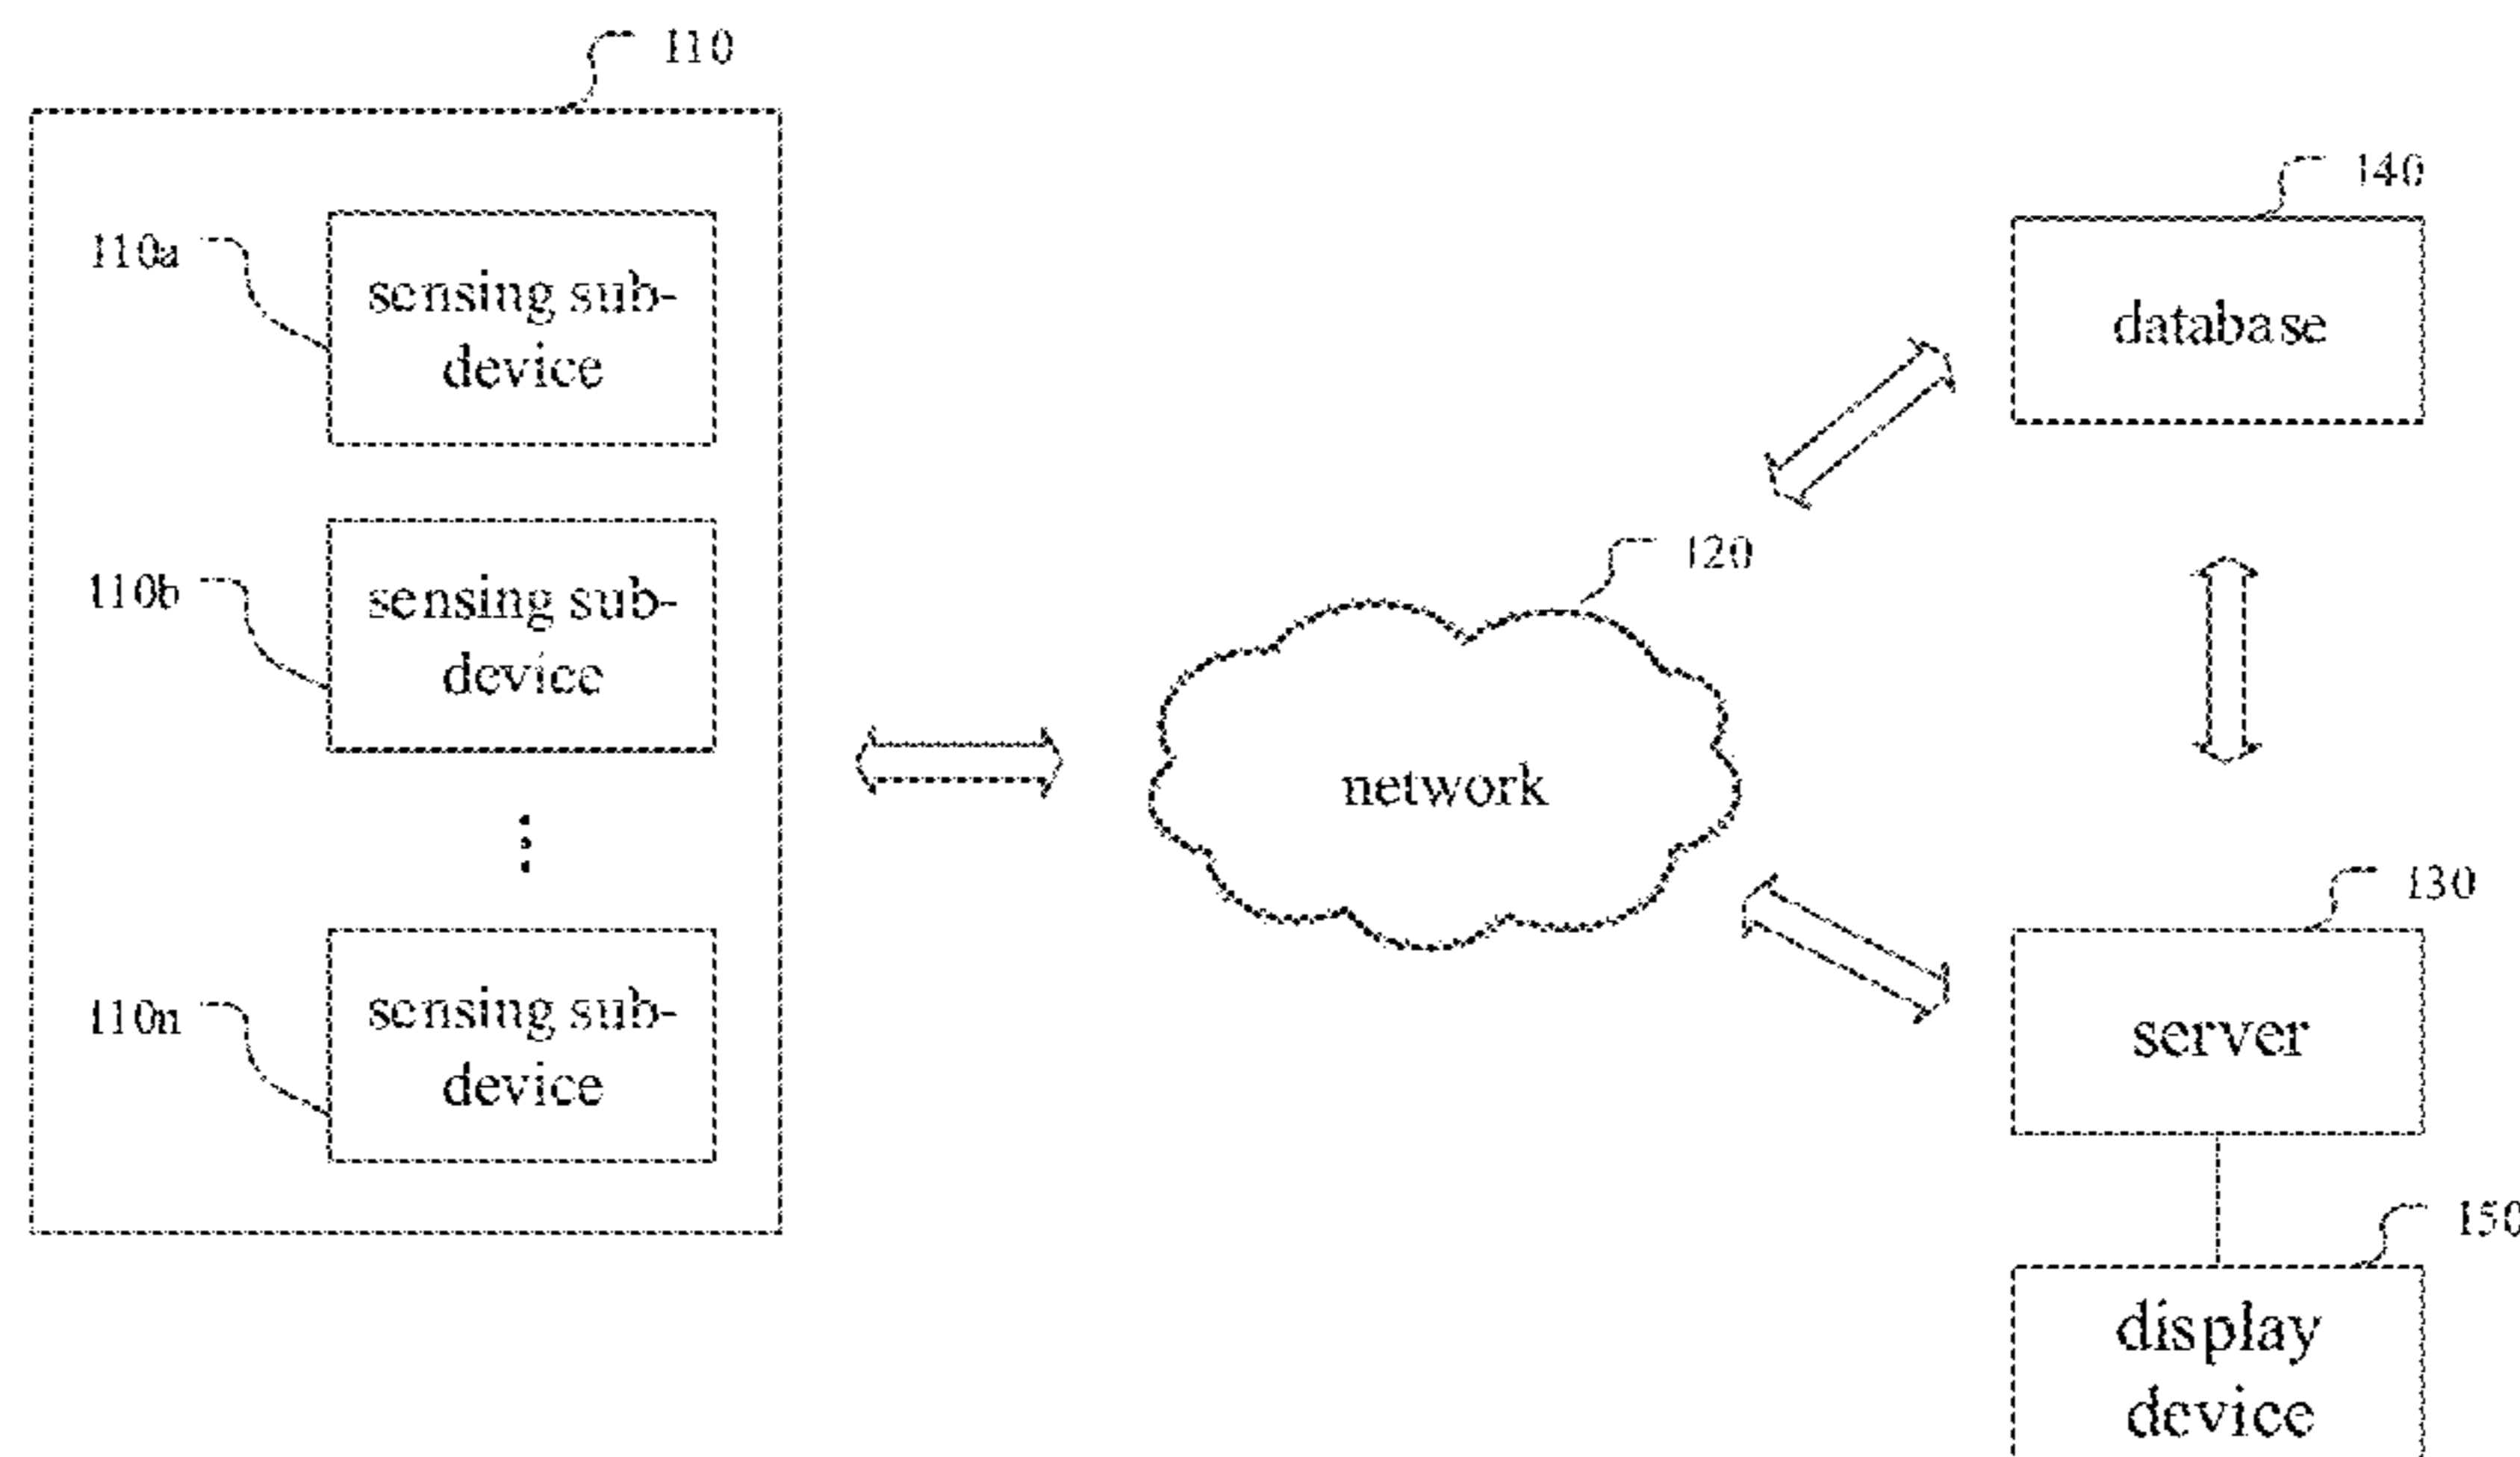 110
140
110a
sensing sub-
device
database
120
110b
sensing sub-
device
network
130
110n
sensing sub-
device
server
150
display
device